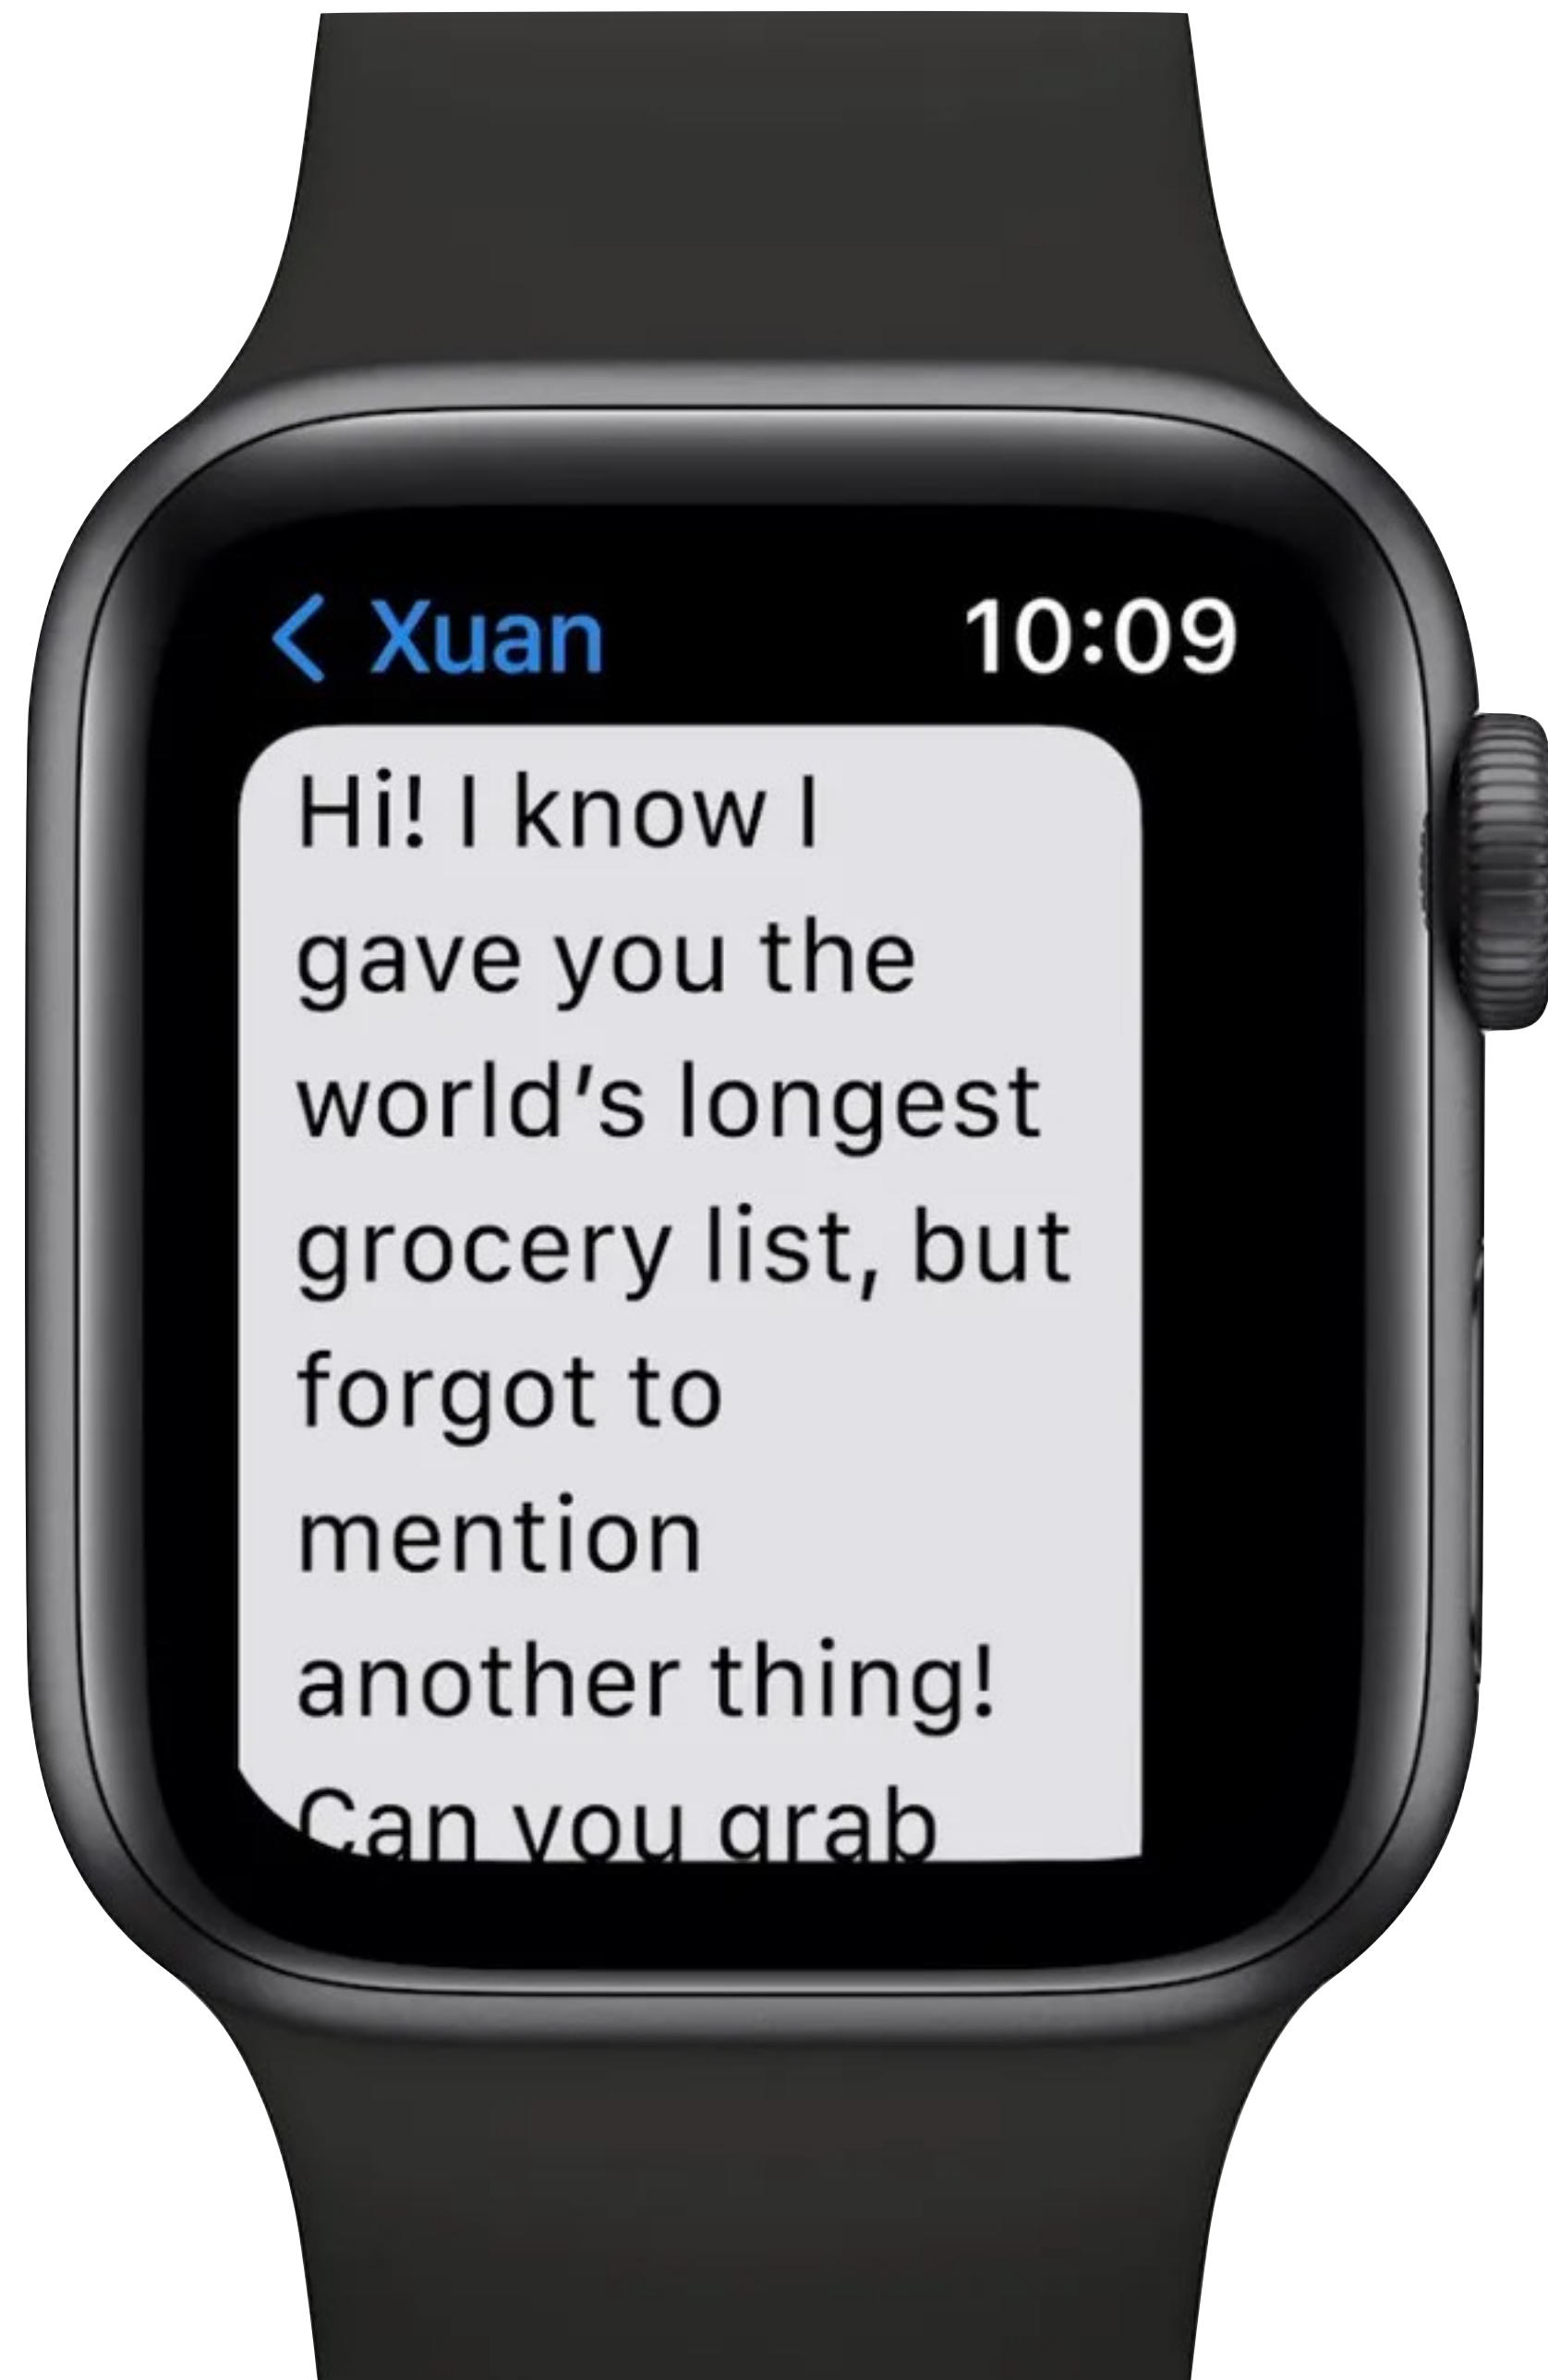 Xuan
10:09
Hi! I know I
gave you the
world’s longest
grocery list, but
forgot to
mention
another thing!
Can you grab